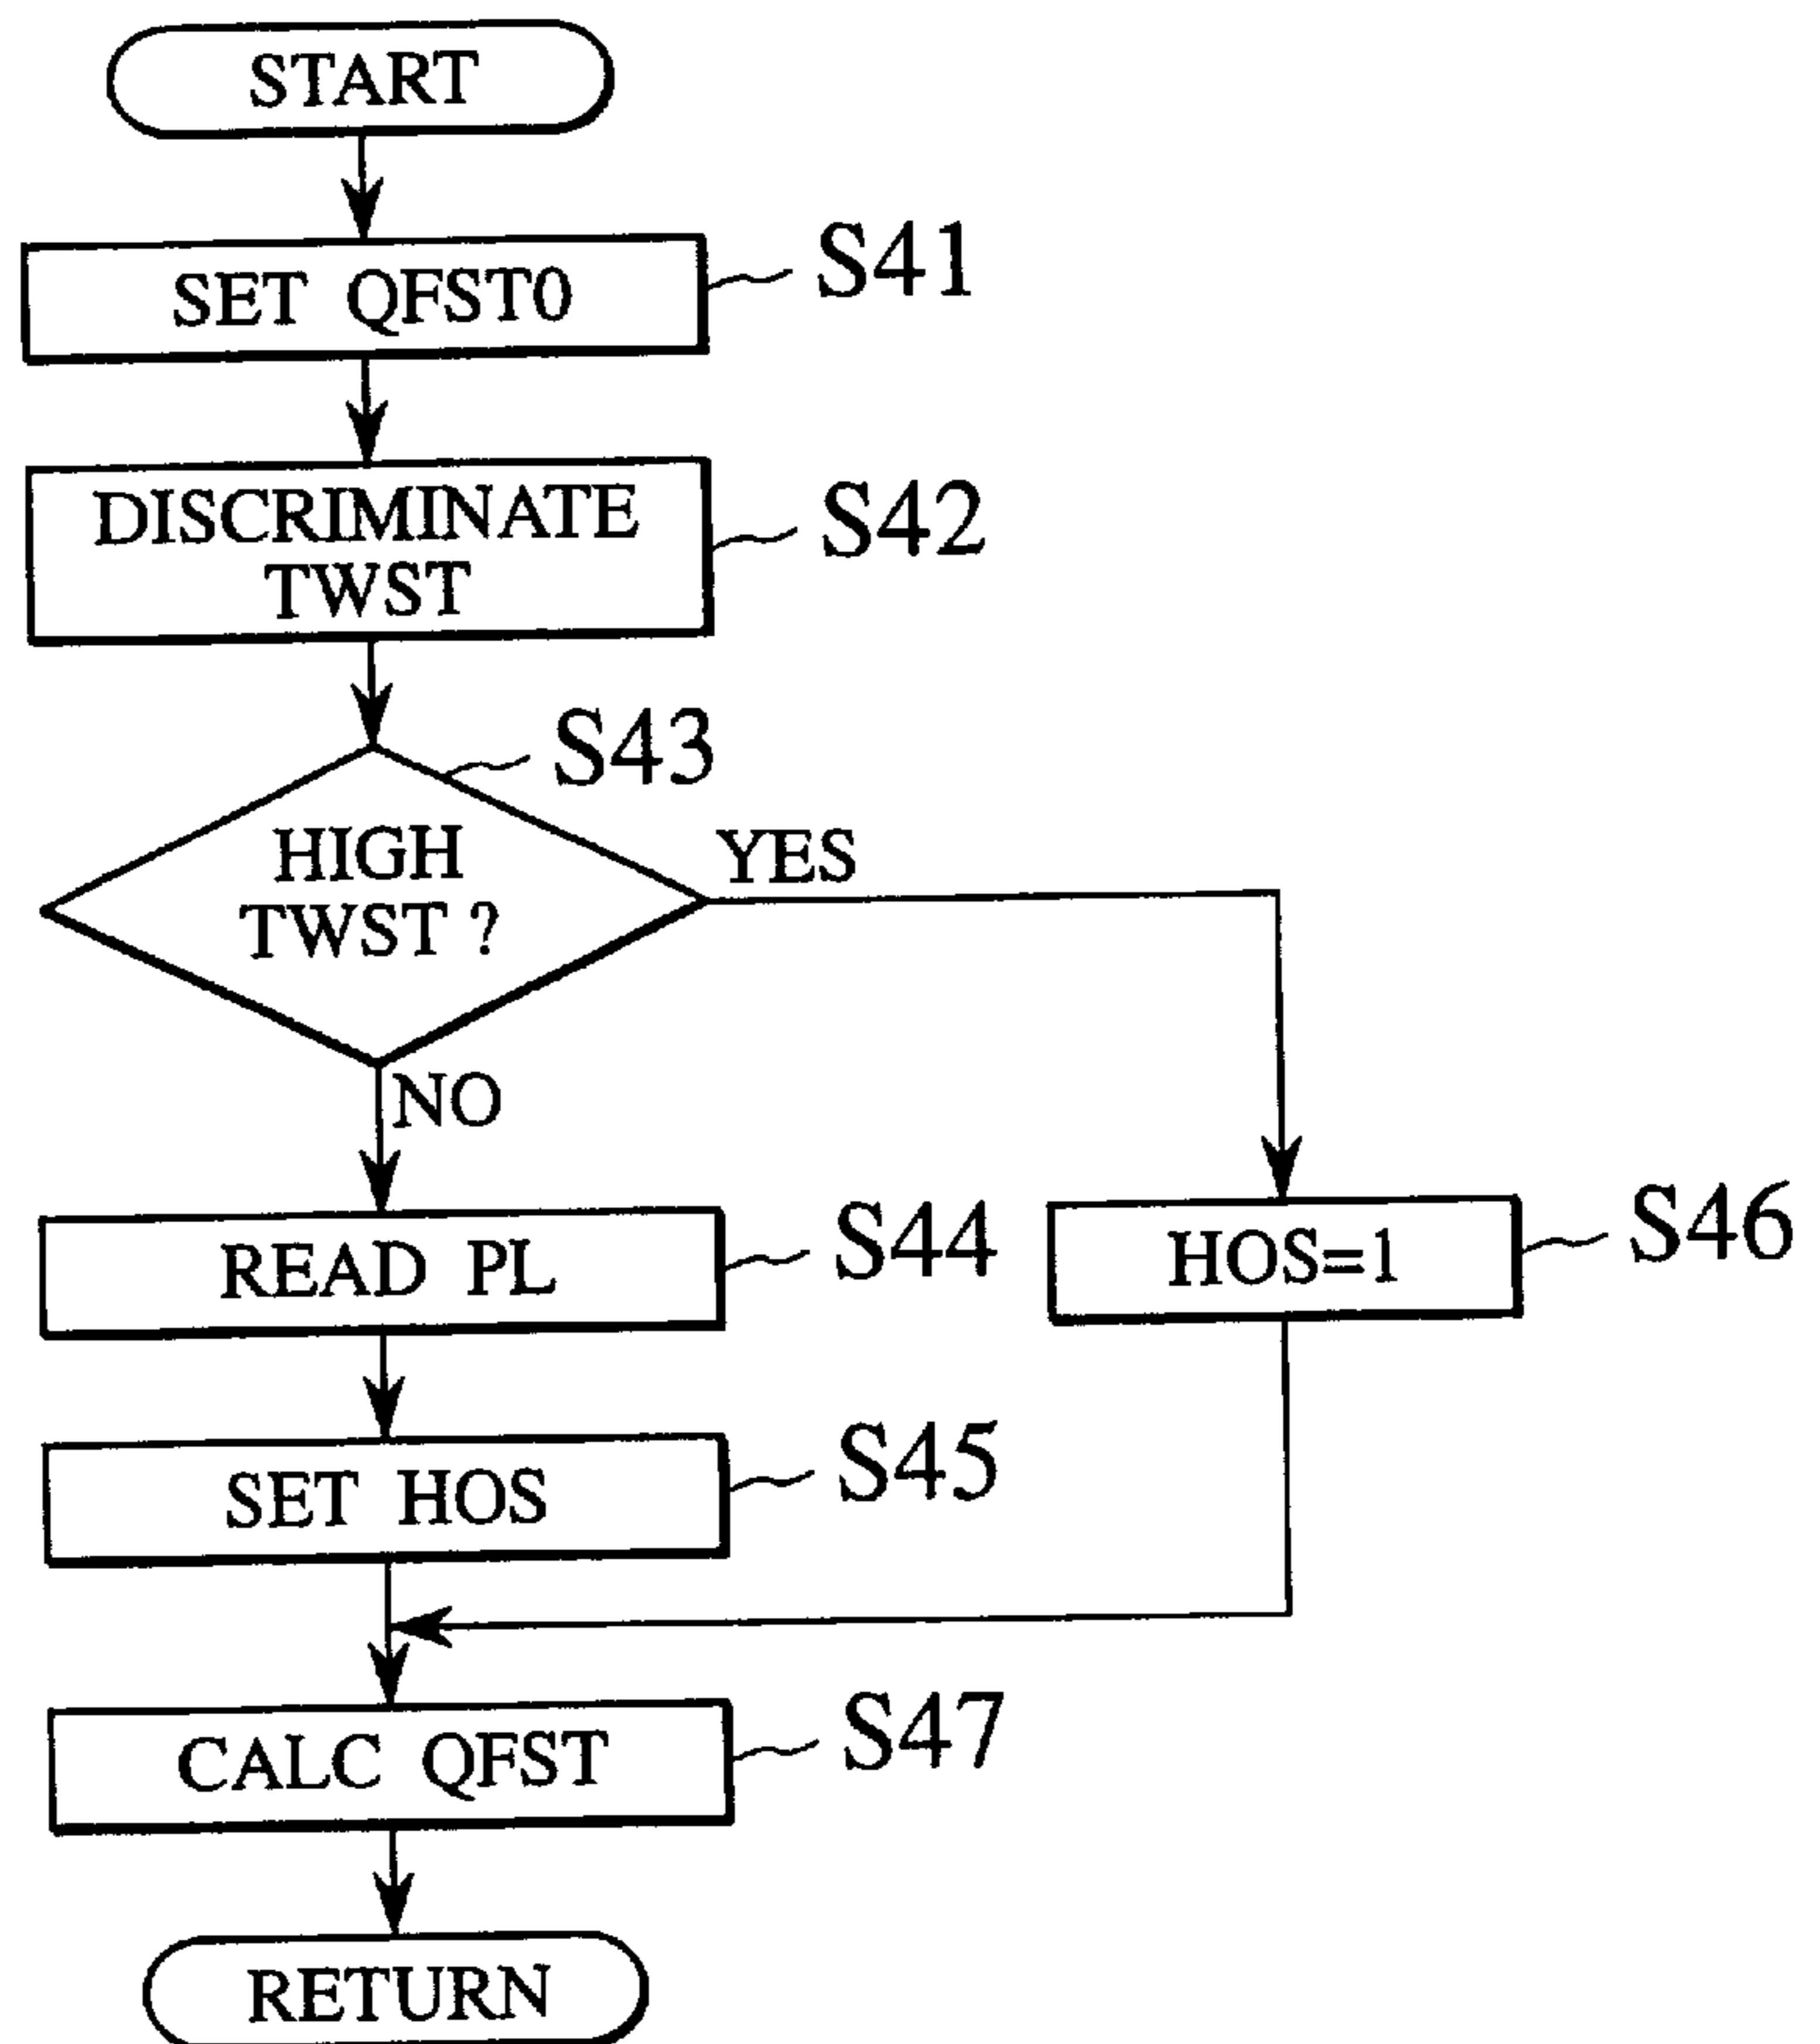 START
SET QFST0
S41
DISCRIMINATE
TWST
S42
S43
HIGH
TWST ?
YES
NO
READ PL
S44
HOS=1
S46
SET HOS
S45
CALC QFST
S47
RETURN